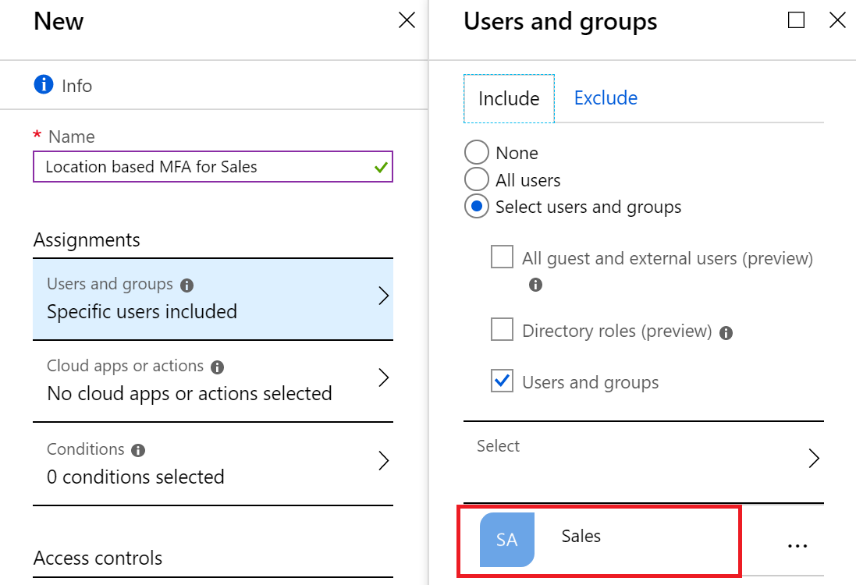 New
Info
* Name
Location based MFA for Sales
Assignments
Users and groups
Specific users included
Cloud apps or actions
No cloud apps or actions selected
Conditions
0 conditions selected
Access controls
Users and groups
Include
Exclude
None
All users
Select users and groups
All guest and external users (preview)
Directory roles (preview)
Users and groups
Select
SA
Sales
...